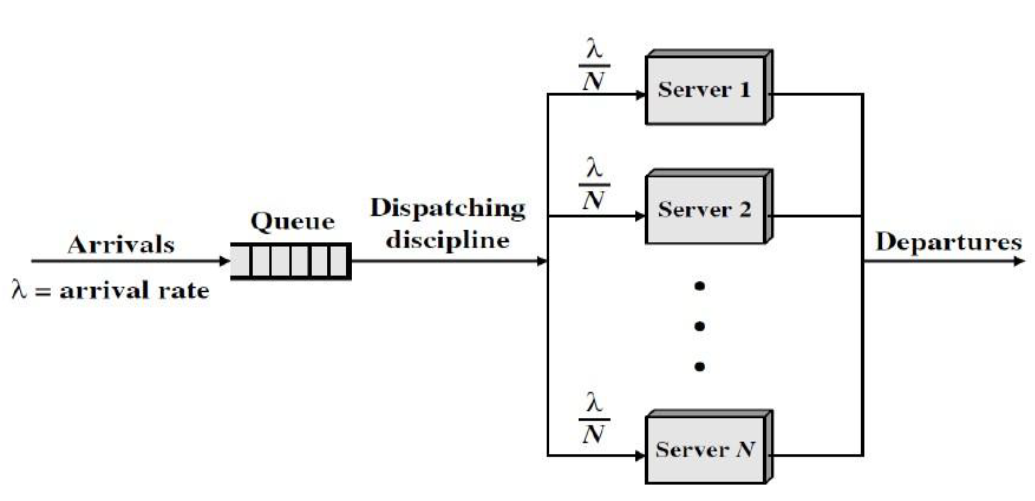 λ
N
Server 1
λ
N
Server 2
Queue
Dispatching
discipline
Arrivals
λ = arrival rate
Departures
λ
N
Server N